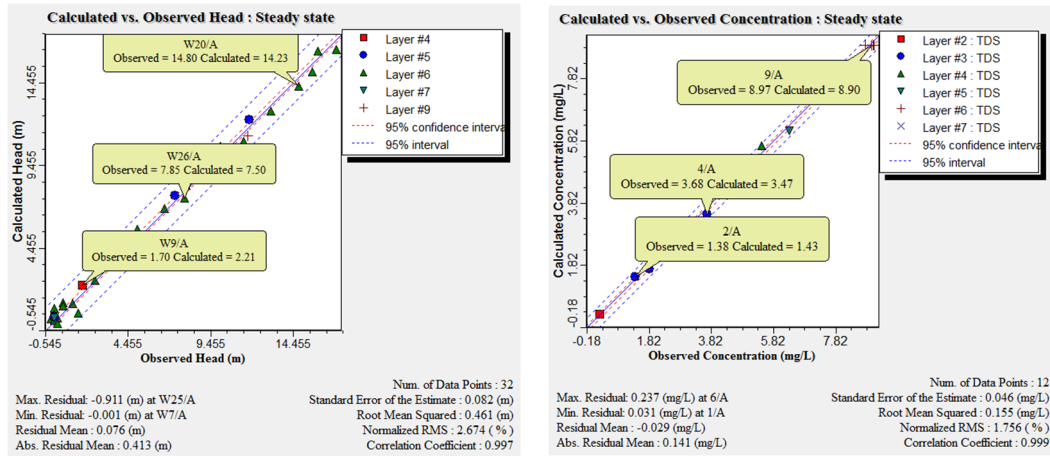 Calculated vs. Observed Head : Steady state
Calculated Head (m)
14.455
9.455
4.455
-0.545
-0.545 4.455 9.455 14.455
Observed Head (m)
W20/A
Observed = 14.80 Calculated = 14.23
W26/A
Observed = 7.85 Calculated = 7.50
W9/A
Observed = 1.70 Calculated = 2.21
Layer #4
Layer #5
Layer #6
Layer #7
Layer #9
95% confidence interva
95% interval
Num. of Data Points : 32
Max. Residual: -0.911 (m) at W25/A Standard Error of the Estimate : 0.082 (m)
Min. Residual: -0.001 (m) at W7/A Root Mean Squared : 0.461 (m)
Residual Mean : 0.076 (m) Normalized RMS : 2.674 ( % )
Abs. Residual Mean : 0.413 (m) Correlation Coefficient : 0.997
Calculated vs. Observed Concentration : Steady state
Calculated Concentration (mg/L)
7.82
5.82
3.82
1.82
-0.18
-0.18 1.82 3.82 5.82 7.82
Observed Concentration (mg/L)
9/A
Observed = 8.97 Calculated = 8.90
4/A
Observed = 3.68 Calculated = 3.47
2/A
Observed = 1.38 Calculated = 1.43
Layer #2 : TDS
Layer #3 : TDS
Layer #4 : TDS
Layer #5 : TDS
Layer #6 : TDS
Layer #7 : TDS
95% confidence interva
95% interval
Num. of Data Points : 12
Max. Residual: 0.237 (mg/L) at 6/A Standard Error of the Estimate : 0.046 (mg/L)
Min. Residual: 0.031 (mg/L) at 1/A Root Mean Squared : 0.155 (mg/L)
Residual Mean : -0.029 (mg/L) Normalized RMS : 1.756 ( % )
Abs. Residual Mean : 0.141 (mg/L) Correlation Coefficient : 0.999